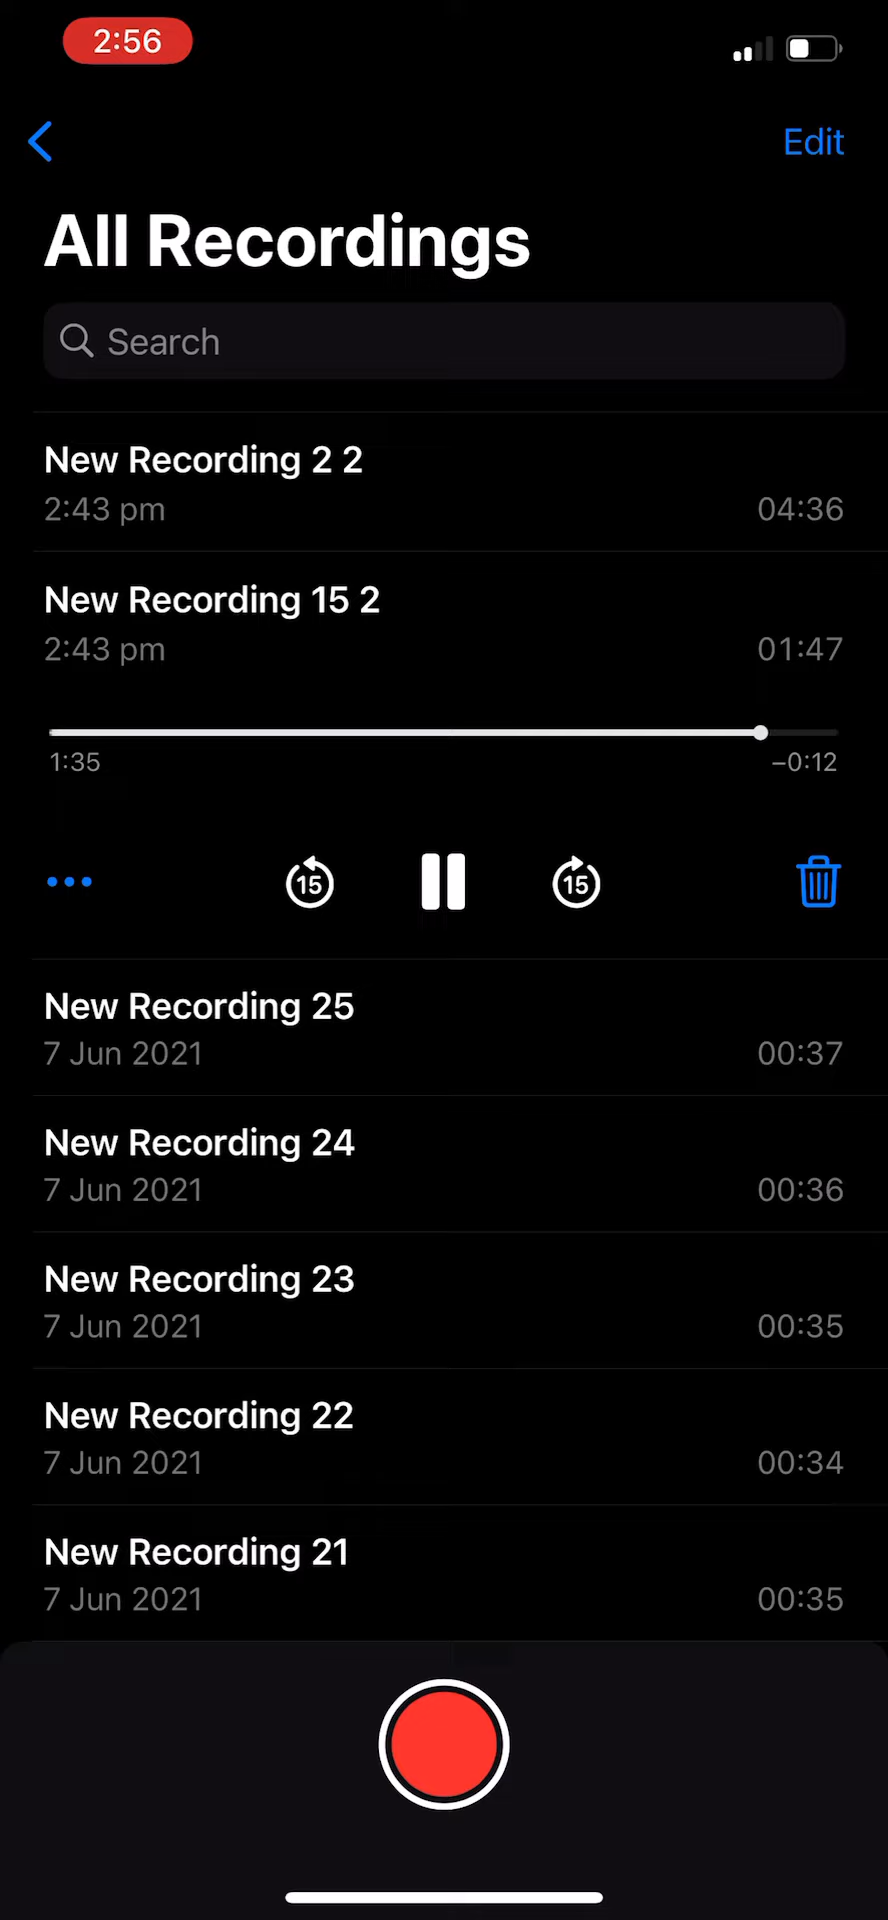 2:56
Edit
All Recordings
Search
New Recording 2 2
2:43 pm 04:36
New Recording 15 2
2:43 pm 01:47
1:35 –0:12
15 15
New Recording 25
7 Jun 2021 00:37
New Recording 24
7 Jun 2021 00:36
New Recording 23
7 Jun 2021 00:35
New Recording 22
7 Jun 2021 00:34
New Recording 21
7 Jun 2021 00:35